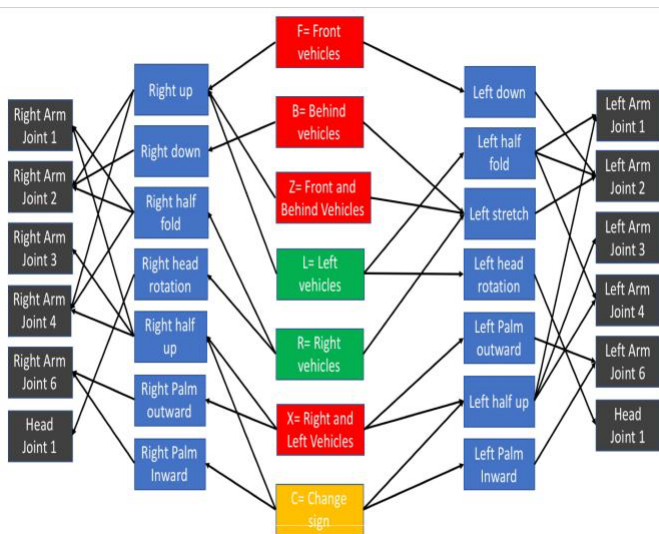 Right Arm
Joint 1
Right Arm
Joint 2
Right Arm
Joint 3
Right Arm
Joint 4
Right Arm
Joint 6
Head
Joint 1
Right up
Right down
Right half
fold
Right head
rotation
Right half
up
Right Palm
outward
Right Palm
Inward
F= Front
vehicles
B= Behind
vehicles
Z= Front and
Behind Vehicles
L= Left
vehicles
R= Right
vehicles
X= Right and
Left Vehicles
C= Change
sign
Left down
Left half
fold
Left stretch
Left head
rotation
Left Palm
outward
Left half up
Left Palm
Inward
Left Arm
Joint 1
Left Arm
Joint 2
Left Arm
Joint 3
Left Arm
Joint 4
Left Arm
Joint 6
Head
Joint 1